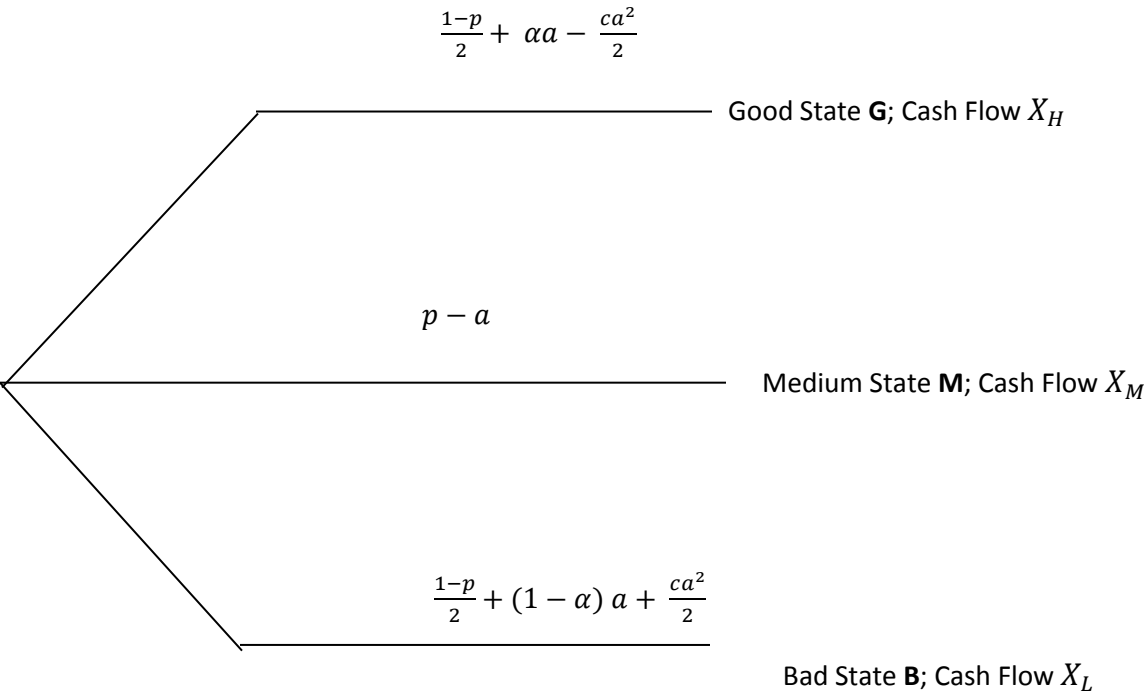 (1−p)/2 + αa − ca²/2
Good State G; Cash Flow X_H
p − a
Medium State M; Cash Flow X_M
(1−p)/2 + (1 − α) a + ca²/2
Bad State B; Cash Flow X_L